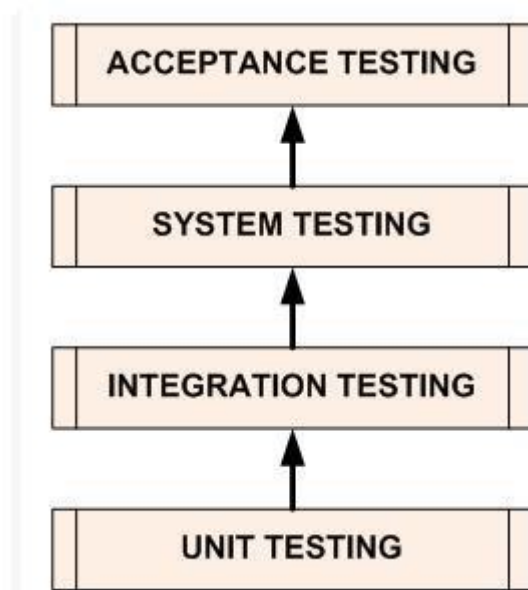 ACCEPTANCE TESTING
SYSTEM TESTING
INTEGRATION TESTING
UNIT TESTING